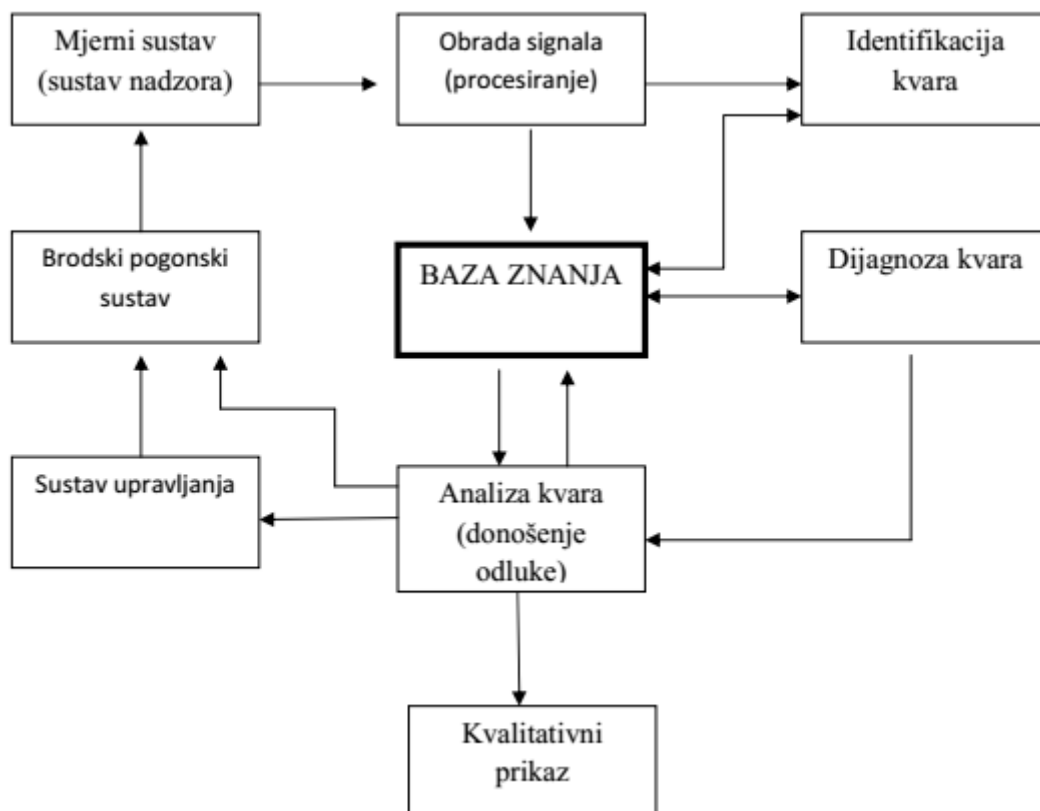 Mjerni sustav
(sustav nadzora)
Obrada signala
(procesiranje)
Identifikacija
kvara
Brodski pogonski
sustav
BAZA ZNANJA
Dijagnoza kvara
Sustav upravljanja
Analiza kvara
(donošenje
odluke)
Kvalitativni
prikaz